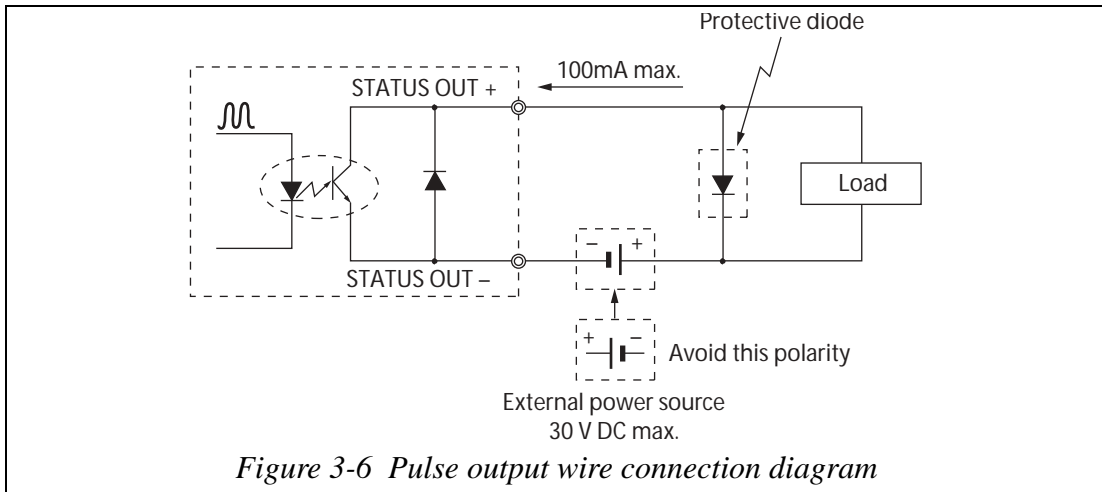 Protective diode
100mA max.
STATUS OUT +
Load
− +
STATUS OUT −
+ −
Avoid this polarity
External power source
30 V DC max.
Figure 3-6 Pulse output wire connection diagram